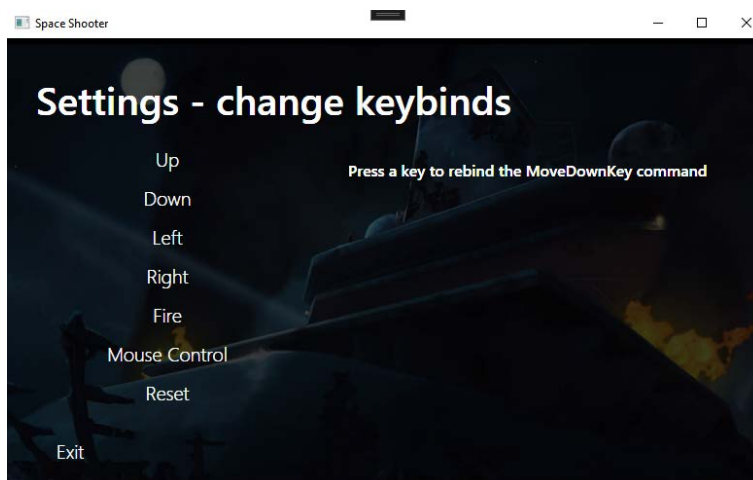 Space Shooter
Settings - change keybinds
Up
Press a key to rebind the MoveDownKey command
Down
Left
Right
Fire
Mouse Control
Reset
Exit